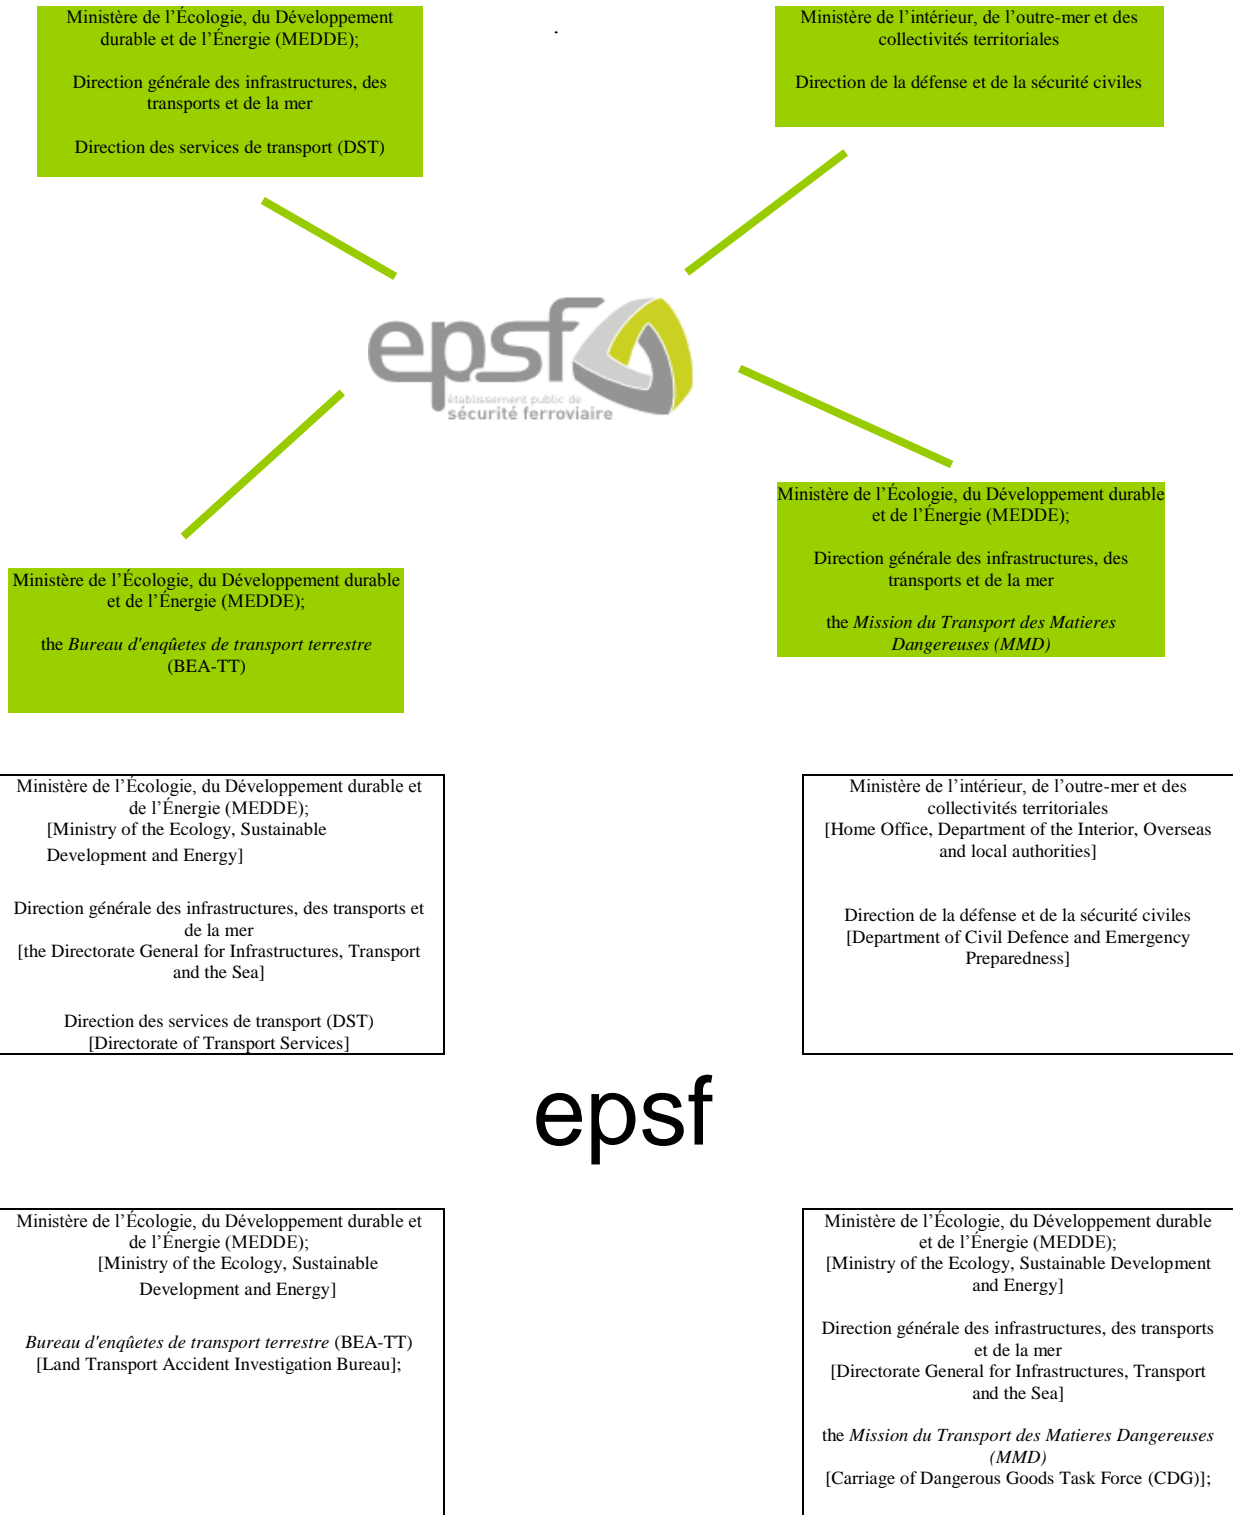 Ministère de l’Écologie, du Développement
durable et de l’Énergie (MEDDE);
Direction générale des infrastructures, des
transports et de la mer
Direction des services de transport (DST)
.
Ministère de l’intérieur, de l’outre-mer et des
collectivités territoriales
Direction de la défense et de la sécurité civiles
epsf
établissement public de
sécurité ferroviaire
Ministère de l’Écologie, du Développement durable
et de l’Énergie (MEDDE);
Direction générale des infrastructures, des
transports et de la mer
the Mission du Transport des Matieres
Dangereuses (MMD)
Ministère de l’Écologie, du Développement durable
et de l’Énergie (MEDDE);
the Bureau d'enqûetes de transport terrestre
(BEA-TT)
Ministère de l’Écologie, du Développement durable et
de l’Énergie (MEDDE);
[Ministry of the Ecology, Sustainable
Development and Energy]
Direction générale des infrastructures, des transports et
de la mer
[the Directorate General for Infrastructures, Transport
and the Sea]
Direction des services de transport (DST)
[Directorate of Transport Services]
Ministère de l’intérieur, de l’outre-mer et des
collectivités territoriales
[Home Office, Department of the Interior, Overseas
and local authorities]
Direction de la défense et de la sécurité civiles
[Department of Civil Defence and Emergency
Preparedness]
epsf
Ministère de l’Écologie, du Développement durable et
de l’Énergie (MEDDE);
[Ministry of the Ecology, Sustainable
Development and Energy]
Bureau d'enqûetes de transport terrestre (BEA-TT)
[Land Transport Accident Investigation Bureau];
Ministère de l’Écologie, du Développement durable
et de l’Énergie (MEDDE);
[Ministry of the Ecology, Sustainable Development
and Energy]
Direction générale des infrastructures, des transports
et de la mer
[Directorate General for Infrastructures, Transport
and the Sea]
the Mission du Transport des Matieres Dangereuses
(MMD)
[Carriage of Dangerous Goods Task Force (CDG)];